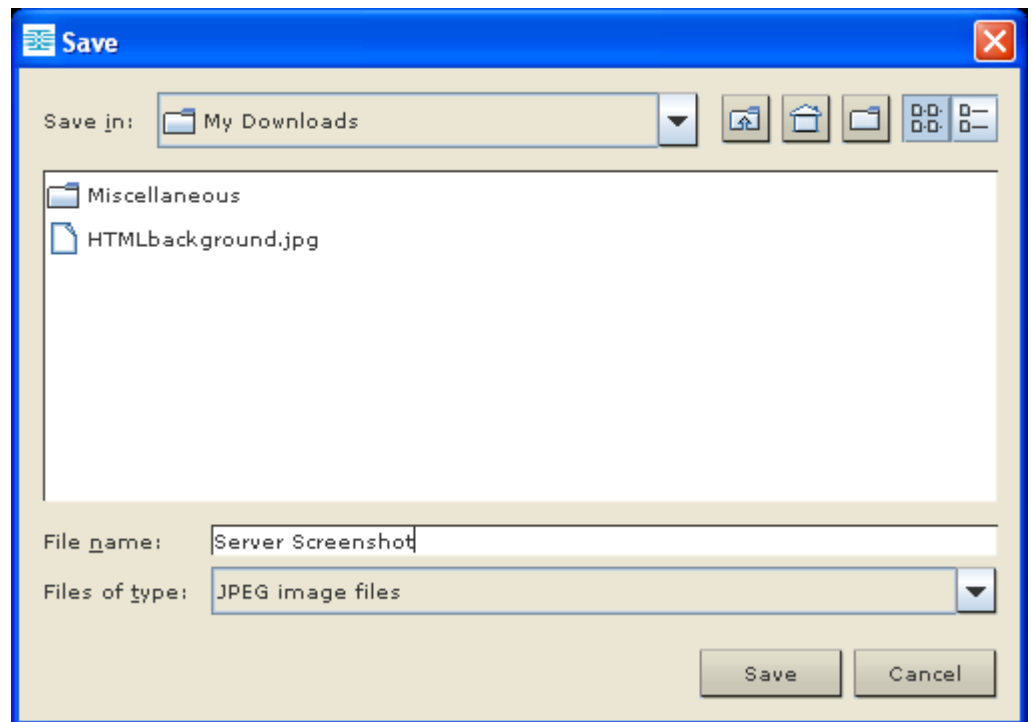 Save
Save in: My Downloads
Miscellaneous
HTMLbackground.jpg
File name: Server Screenshot
Files of type: JPEG image files
Save Cancel